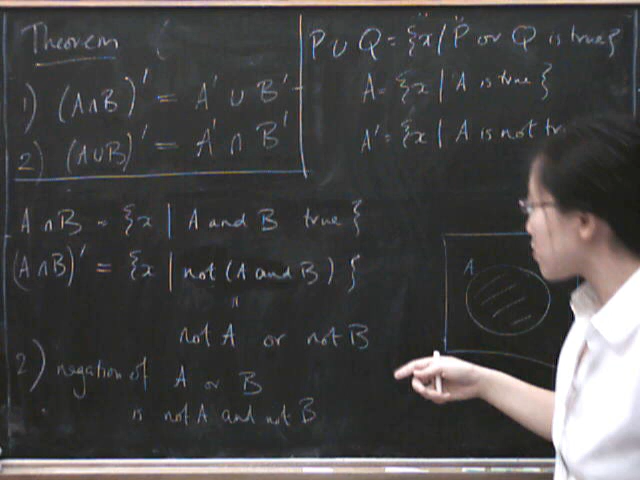 Theorem
1) (A∩B)' = A' ∪ B'
2) (A∪B)' = A' ∩ B'
P ∪ Q = {x | "P" or Q is true}
A = {x | A is true}
A' = {x | A is not tr
A ∩ B = {x | A and B true}
(A∩B)' = {x | not (A and B)}
"
not A or not B
2) negation of A or B
is not A and not B
A